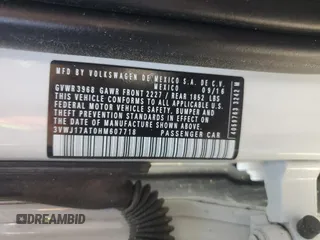 MFD BY VOLKSWAGEN DE MEXICO S.A. DE C.V.
MEXICO 09/16
GVWR 3968 GAWR FRONT 2227 / REAR 1852 LBS
THIS VEHICLE CONFORMS TO ALL APPLICABLE
FEDERAL MOTOR VEHICLE SAFETY, BUMPER AND
THEFT PREVENTION STANDARDS IN EFFECT ON
THE DATE OF MANUFACTURE SHOWN ABOVE
3VWJ17AT0HM607718 PASSENGER CAR
DREAMBID